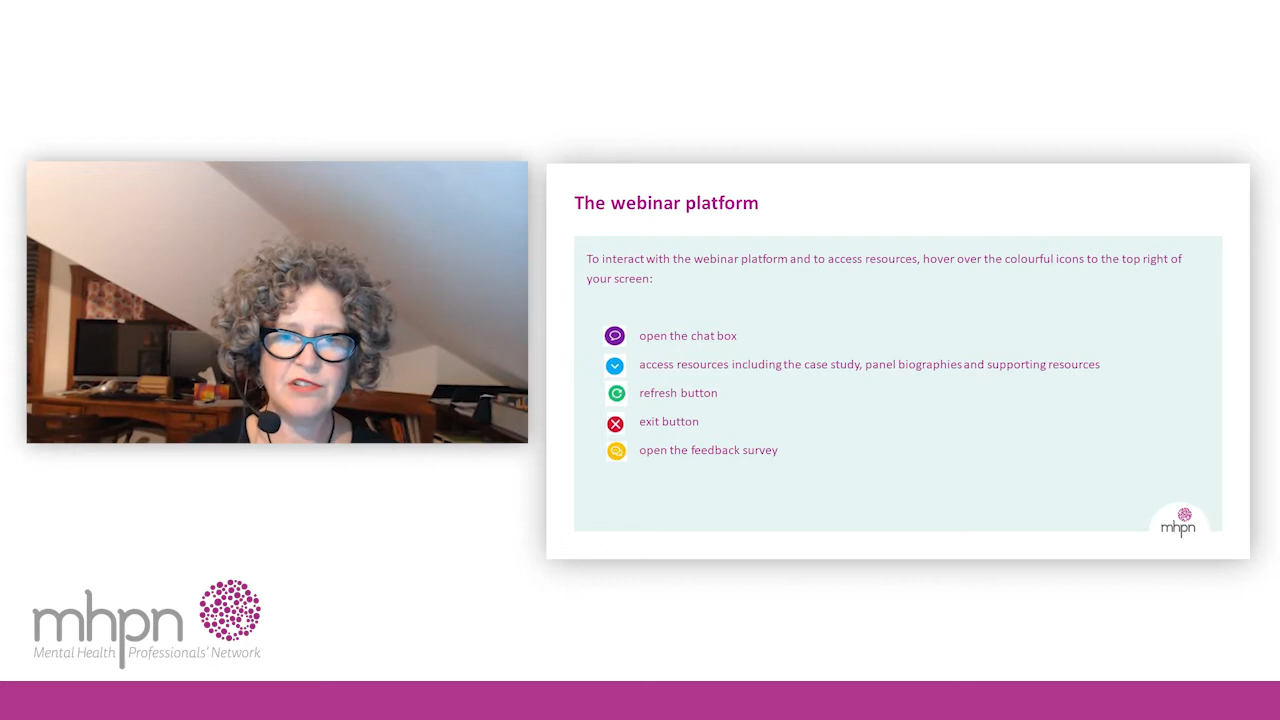 The webinar platform
To interact with the webinar platform and to access resources, hover over the colourful icons to the top right of
your screen:
open the chat box
access resources including the case study, panel biographies and supporting resources
refresh button
exit button
open the feedback survey
mhpn
mhpn
Mental Health Professionals' Network